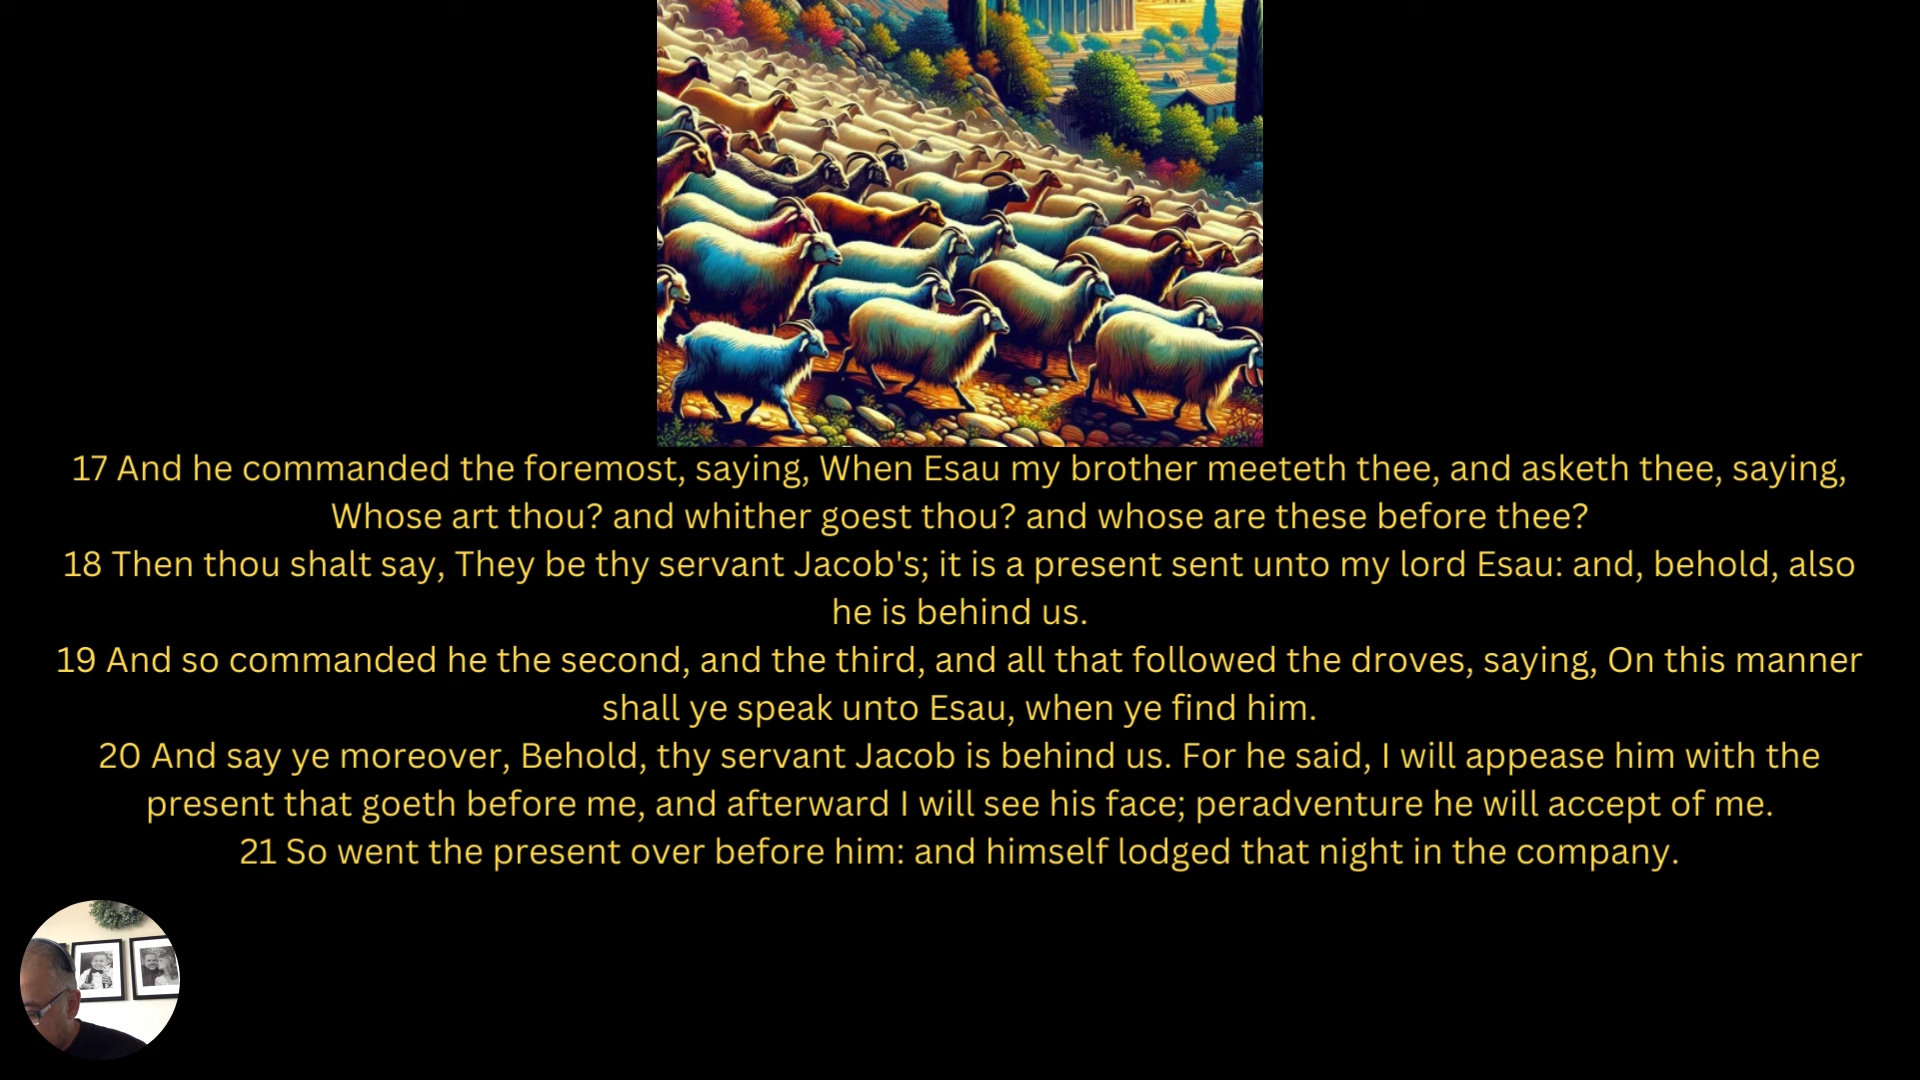 17 And he commanded the foremost, saying, When Esau my brother meeteth thee, and asketh thee, saying,
Whose art thou? and whither goest thou? and whose are these before thee?
18 Then thou shalt say, They be thy servant Jacob's; it is a present sent unto my lord Esau: and, behold, also
he is behind us.
19 And so commanded he the second, and the third, and all that followed the droves, saying, On this manner
shall ye speak unto Esau, when ye find him.
20 And say ye moreover, Behold, thy servant Jacob is behind us. For he said, I will appease him with the
present that goeth before me, and afterward I will see his face; peradventure he will accept of me.
21 So went the present over before him: and himself lodged that night in the company.